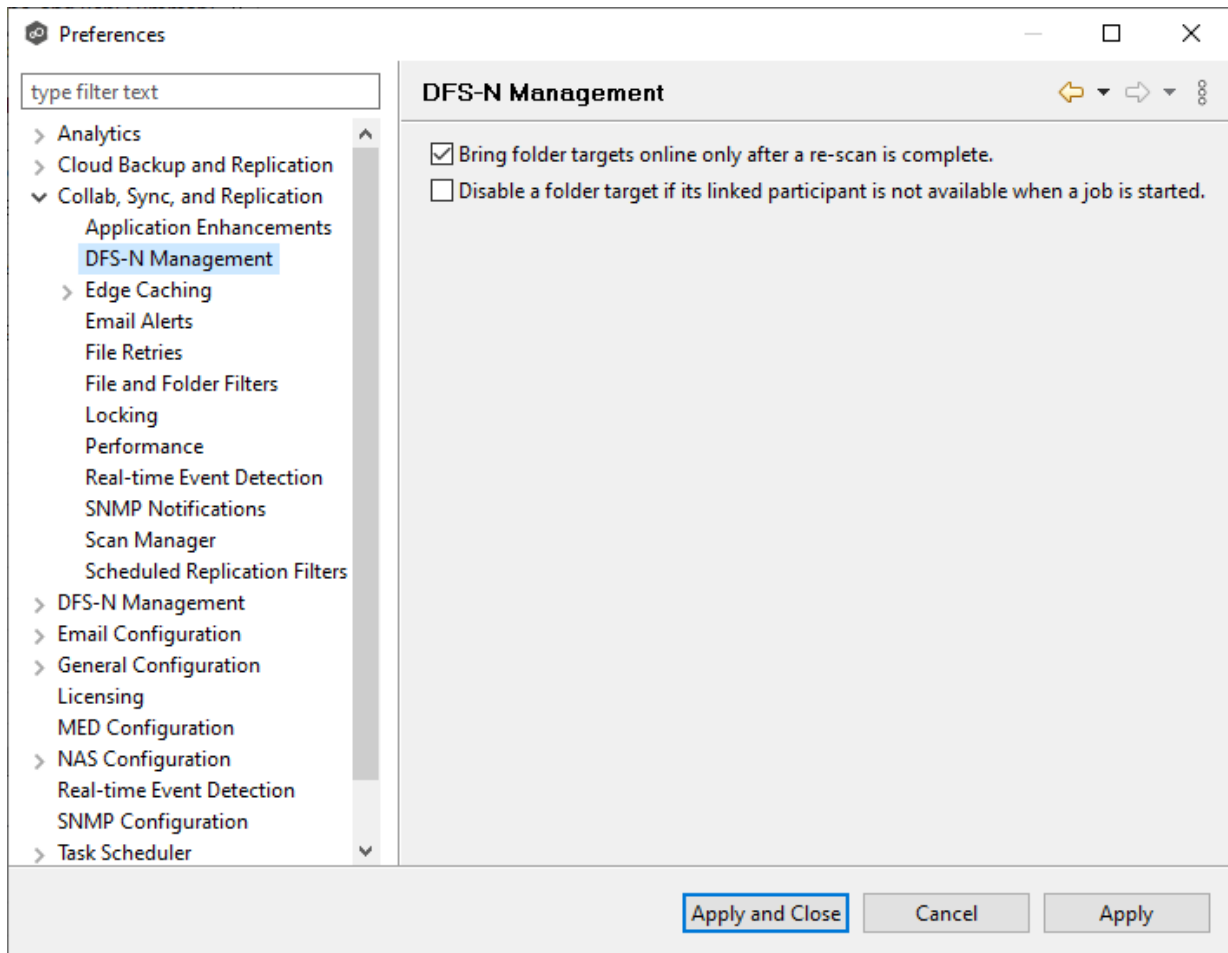 Preferences
type filter text
Analytics
Cloud Backup and Replication
Collab, Sync, and Replication
Application Enhancements
DFS-N Management
Edge Caching
Email Alerts
File Retries
File and Folder Filters
Locking
Performance
Real-time Event Detection
SNMP Notifications
Scan Manager
Scheduled Replication Filters
DFS-N Management
Email Configuration
General Configuration
Licensing
MED Configuration
NAS Configuration
Real-time Event Detection
SNMP Configuration
Task Scheduler
DFS-N Management
Bring folder targets online only after a re-scan is complete.
Disable a folder target if its linked participant is not available when a job is started.
Apply and Close
Cancel
Apply